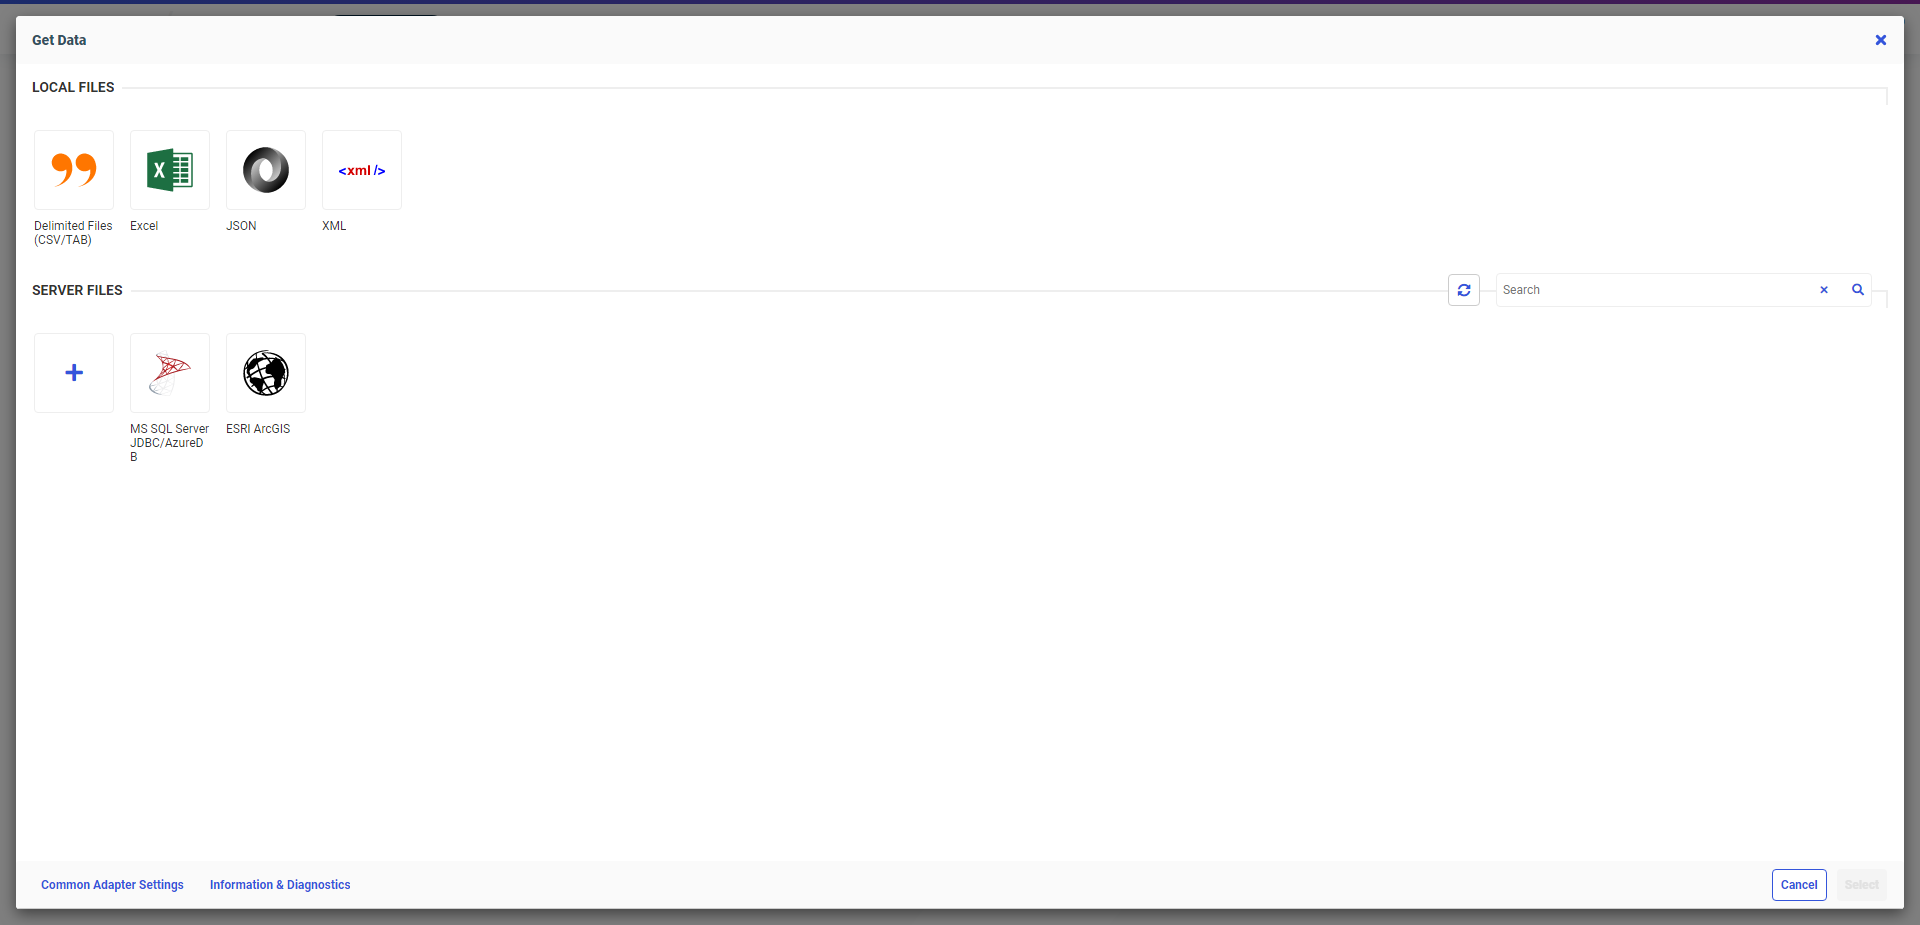 Get Data
LOCAL FILES
X
<xml />
Delimited Files
(CSV/TAB)
Excel
JSON
XML
SERVER FILES
Search
MS SQL Server
JDBC/AzureD
B
ESRI ArcGIS
Common Adapter Settings
Information & Diagnostics
Cancel
Select